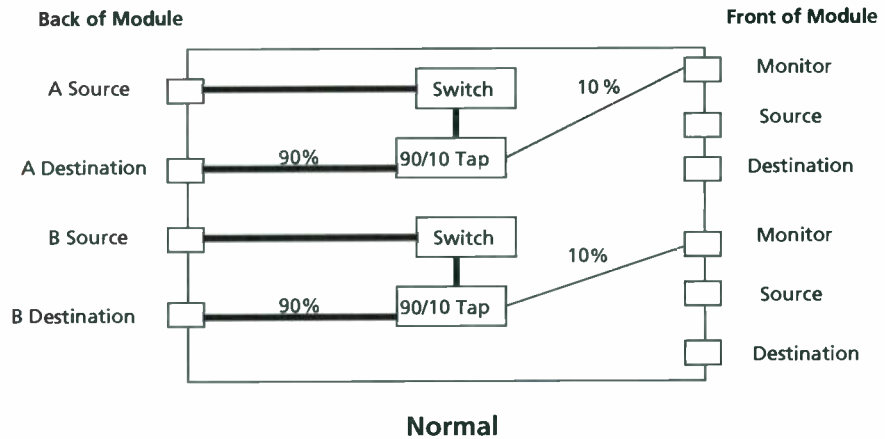 Back of Module
Front of Module
A Source
Switch
10 %
Monitor
Source
A Destination
90%
90/10 Tap
Destination
B Source
Switch
10%
Monitor
Source
B Destination
90%
90/10 Tap
Destination
Normal